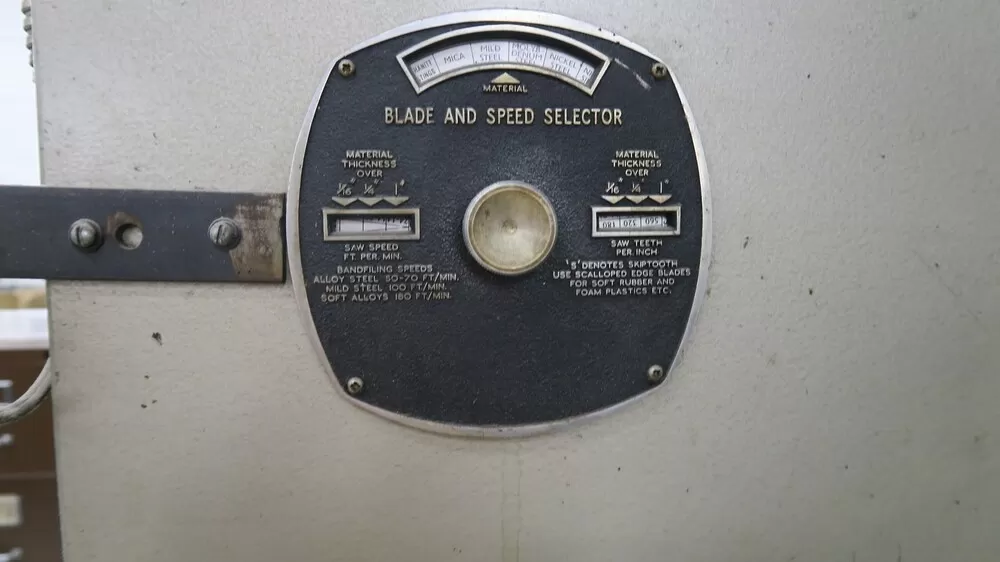 MICA
MILD
STEEL
NICKEL
STEEL
MATERIAL
BLADE AND SPEED SELECTOR
MATERIAL
THICKNESS
OVER
1/16" 1/4" 1"
SAW SPEED
FT. PER. MIN.
BANDFILING SPEEDS
ALLOY STEEL 50-70 FT/MIN.
MILD STEEL 100 FT/MIN.
SOFT ALLOYS 180 FT/MIN.
MATERIAL
THICKNESS
OVER
1/16" 1/4" 1"
SAW TEETH
PER. INCH
'S' DENOTES SKIPTOOTH
USE SCALLOPED EDGE BLADES
FOR SOFT RUBBER AND
FOAM PLASTICS ETC.